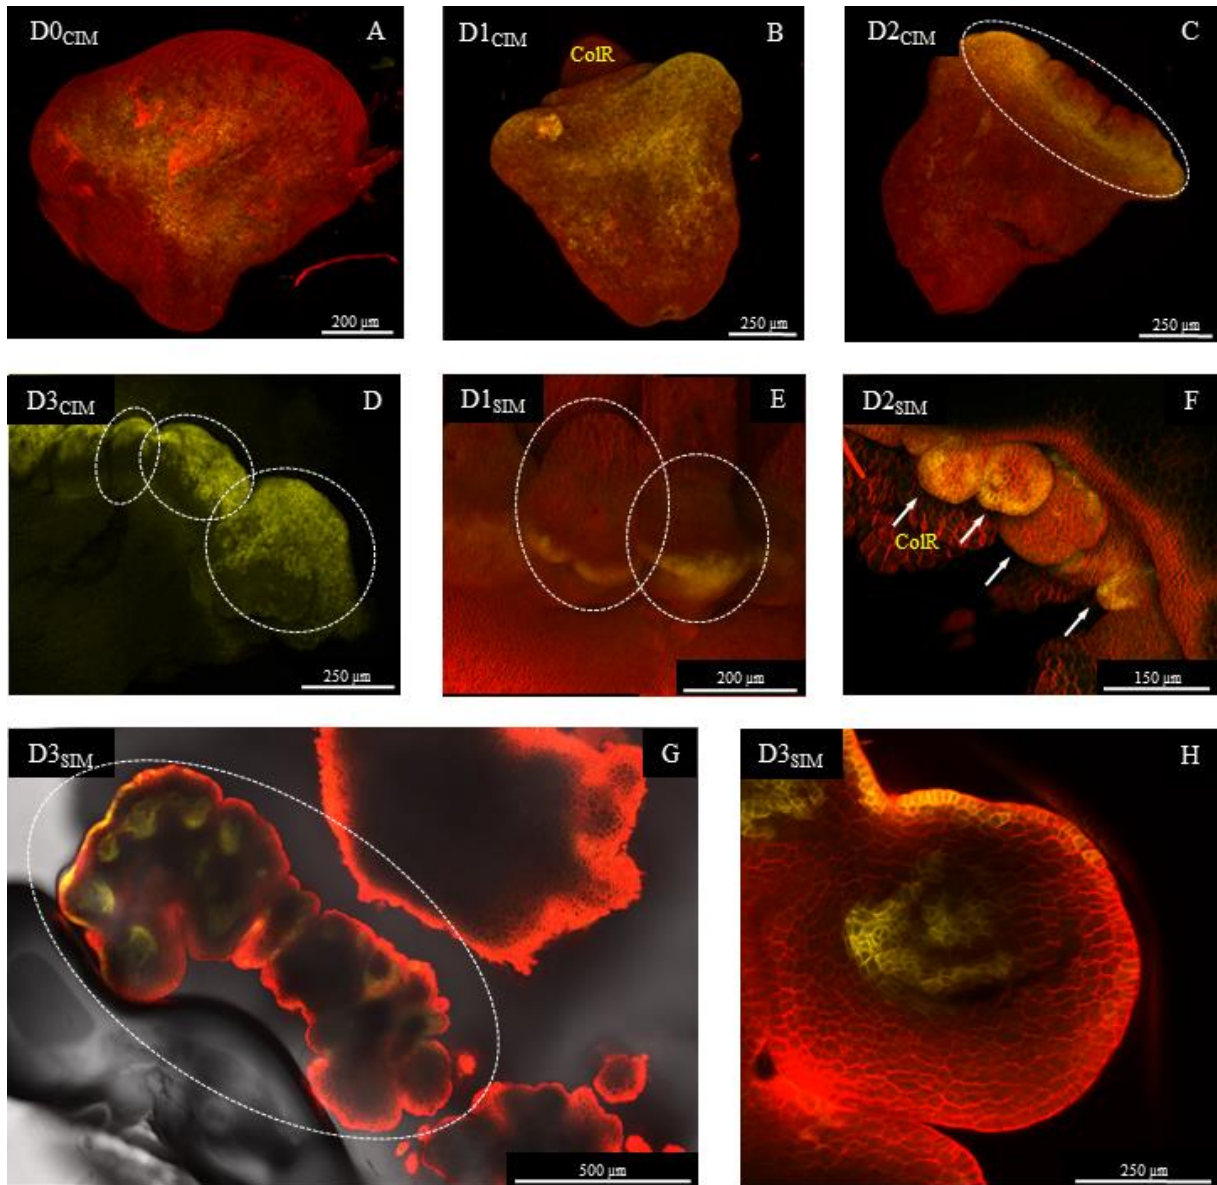 D0CIM A
200 µm
D1CIM B
ColR
250 µm
D2CIM C
250 µm
D3CIM D
250 µm
D1SIM E
200 µm
D2SIM F
ColR
150 µm
D3SIM G
500 µm
D3SIM H
250 µm